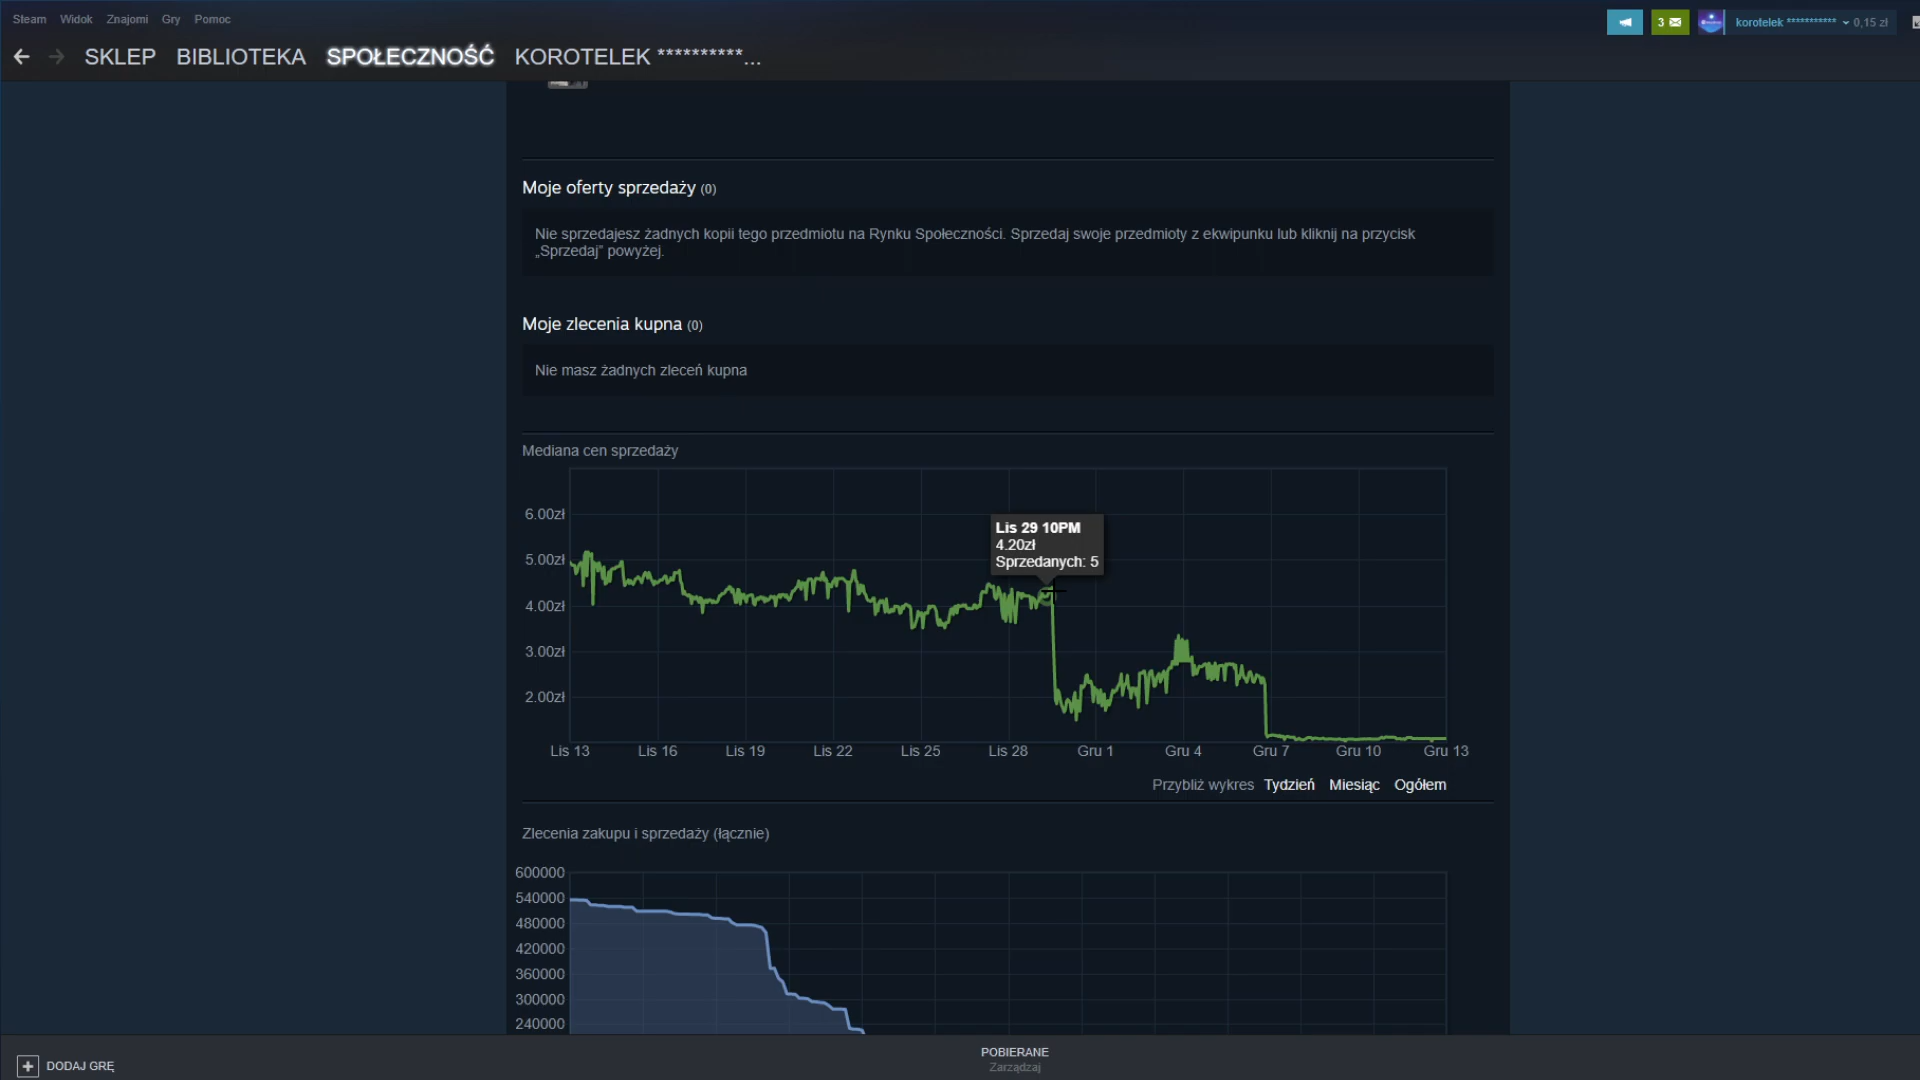 Steam Widok Znajomi Gry Pomoc
3 korotelek *********** 0,15 zł
SKLEP BIBLIOTEKA SPOŁECZNOŚĆ KOROTELEK **********...
Moje oferty sprzedaży (0)
Nie sprzedajesz żadnych kopii tego przedmiotu na Rynku Społeczności. Sprzedaj swoje przedmioty z ekwipunku lub kliknij na przycisk
„Sprzedaj” powyżej.
Moje zlecenia kupna (0)
Nie masz żadnych zleceń kupna
Mediana cen sprzedaży
6.00zł
5.00zł
4.00zł
3.00zł
2.00zł
Lis 29 10PM
4.20zł
Sprzedanych: 5
Lis 13 Lis 16 Lis 19 Lis 22 Lis 25 Lis 28 Gru 1 Gru 4 Gru 7 Gru 10 Gru 13
Przybliż wykres Tydzień Miesiąc Ogółem
Zlecenia zakupu i sprzedaży (łącznie)
600000
540000
480000
420000
360000
300000
240000
DODAJ GRĘ
POBIERANE
Zarządzaj